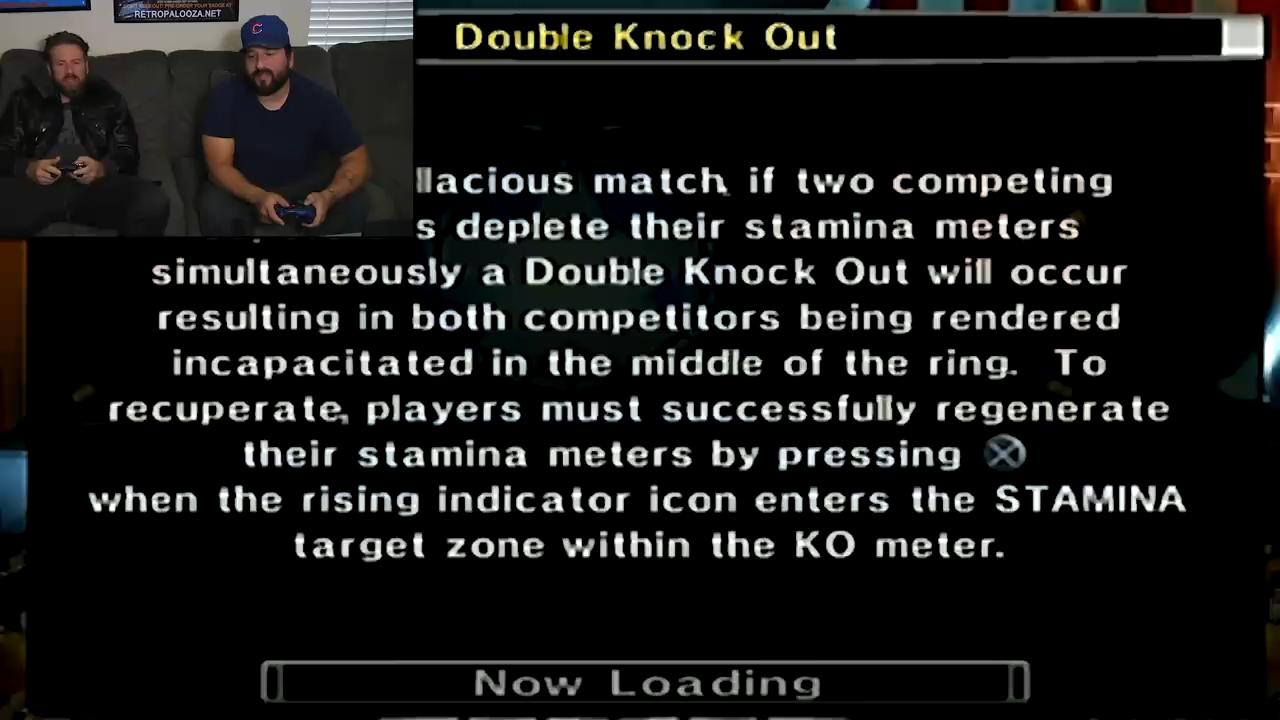 RETROPALOOZA.NET
Double Knock Out
match, if two competing
deplete their stamina meters
simultaneously a Double Knock Out will occur
resulting in both competitors being rendered
incapacitated in the middle of the ring. To
recuperate, players must successfully regenerate
their stamina meters by pressing
when the rising indicator icon enters the STAMINA
target zone within the KO meter.
Now Loading